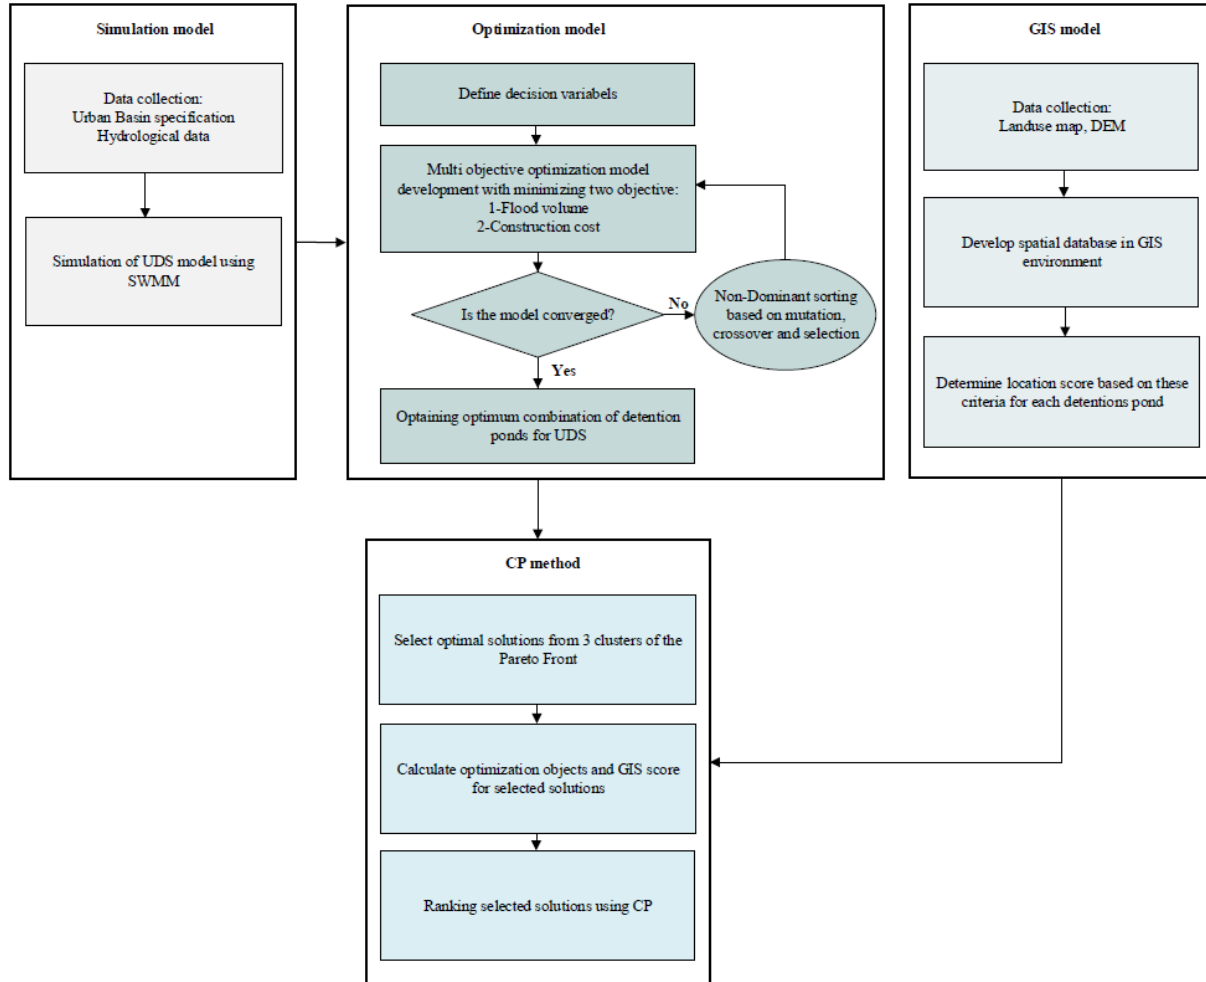 Simulation model
Data collection:
Urban Basin specification
Hydrological data
Simulation of UDS model using
SWMM
Optimization model
Define decision variabels
Multi objective optimization model
development with minimizing two objective:
1-Flood volume
2-Construction cost
Is the model converged?
No
Non-Dominant sorting
based on mutation,
crossover and selection
Yes
Optaining optimum combination of detention
ponds for UDS
GIS model
Data collection:
Landuse map, DEM
Develop spatial database in GIS
environment
Determine location score based on these
criteria for each detentions pond
CP method
Select optimal solutions from 3 clusters of the
Pareto Front
Calculate optimization objects and GIS score
for selected solutions
Ranking selected solutions using CP